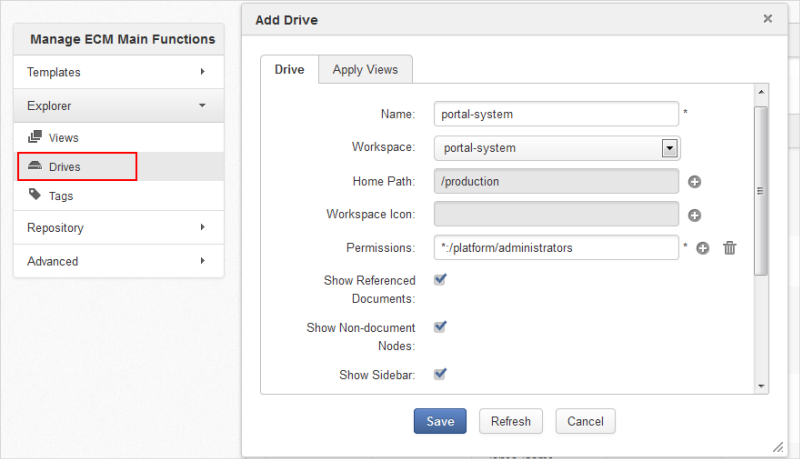 Manage ECM Main Functions
Templates
Explorer
Views
Drives
Tags
Repository
Advanced
Add Drive
Drive
Apply Views
Name: portal-system *
Workspace: portal-system
Home Path: /production
Workspace Icon:
Permissions: *:/platform/administrators *
Show Referenced
Documents:
Show Non-document
Nodes:
Show Sidebar:
Save
Refresh
Cancel